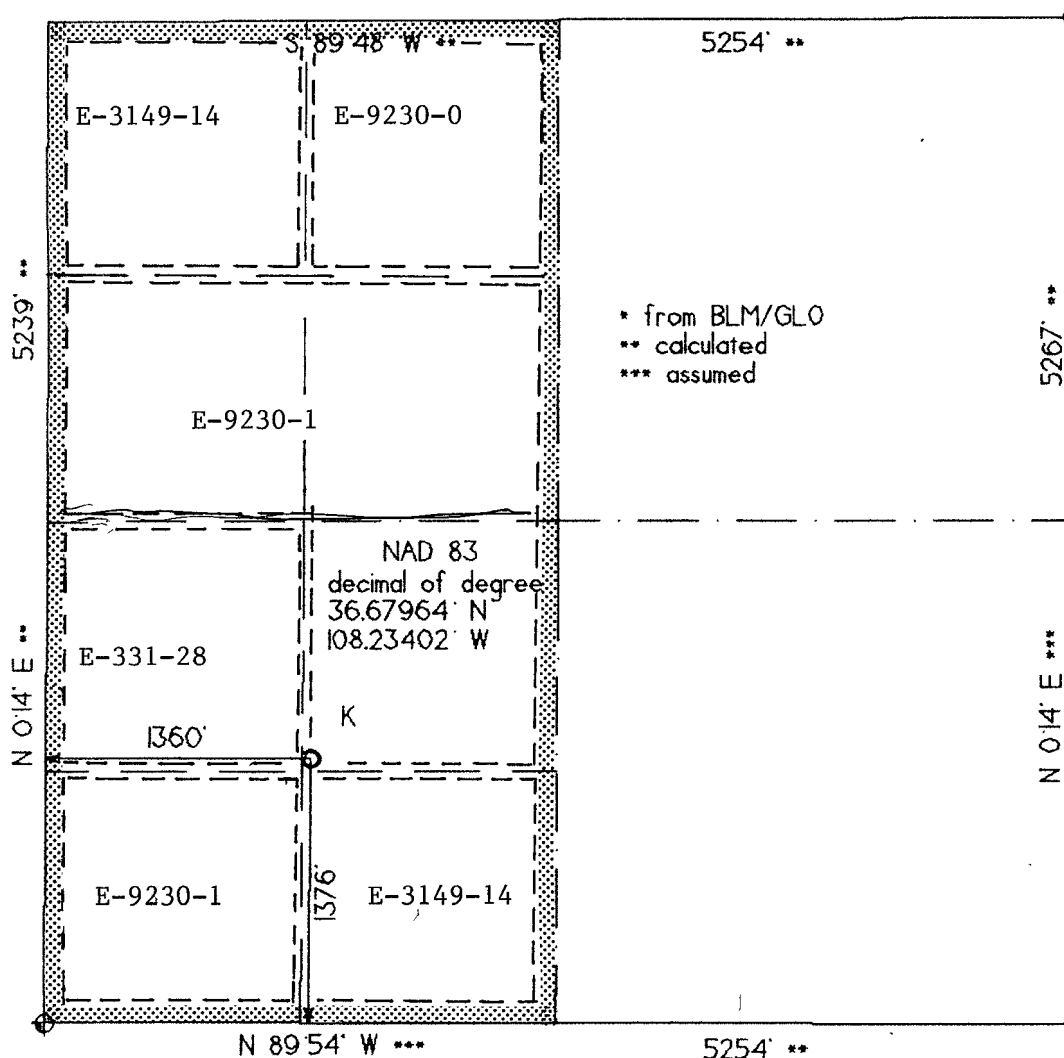 S 89°48' W **
5254' **
E-3149-14
E-9230-0
5239' **
* from BLM/GLO
** calculated
*** assumed
5267' **
E-9230-1
NAD 83
decimal of degree
36.67964' N
108.23402' W
E-331-28
N 0°14' E **
K
1360'
N 0°14' E ***
E-9230-1
1376'
E-3149-14
N 89°54' W ***
5254' **